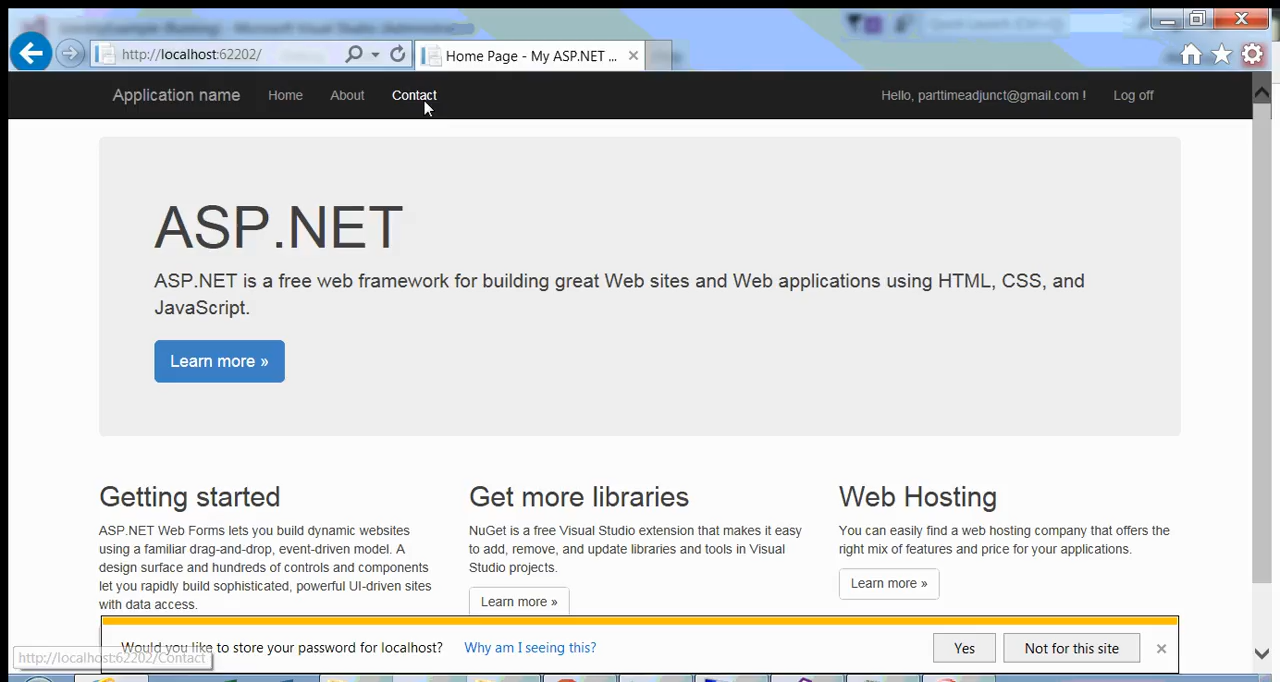 http://localhost:62202/
Home Page - My ASP.NET ...
Application name Home About Contact Hello, parttimeadjunct@gmail.com ! Log off
ASP.NET
ASP.NET is a free web framework for building great Web sites and Web applications using HTML, CSS, and
JavaScript.
Learn more »
Getting started
ASP.NET Web Forms lets you build dynamic websites
using a familiar drag-and-drop, event-driven model. A
design surface and hundreds of controls and components
let you rapidly build sophisticated, powerful UI-driven sites
with data access.
Get more libraries
NuGet is a free Visual Studio extension that makes it easy
to add, remove, and update libraries and tools in Visual
Studio projects.
Learn more »
Web Hosting
You can easily find a web hosting company that offers the
right mix of features and price for your applications.
Learn more »
Would you like to store your password for localhost? Why am I seeing this? Yes Not for this site
http://localhost:62202/Contact